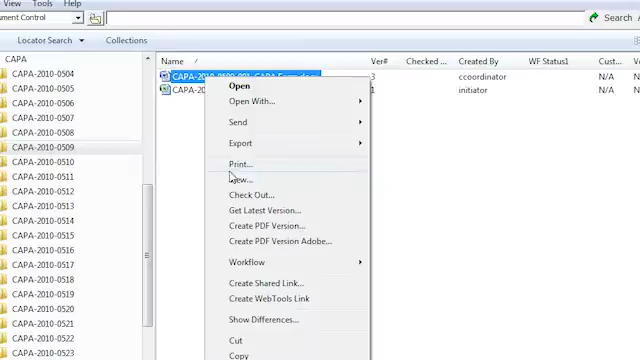 View Tools Help
ument Control
Search
Locator Search Collections
CAPA
CAPA-2010-0504
CAPA-2010-0505
CAPA-2010-0506
CAPA-2010-0507
CAPA-2010-0508
CAPA-2010-0509
CAPA-2010-0510
CAPA-2010-0511
CAPA-2010-0512
CAPA-2010-0513
CAPA-2010-0514
CAPA-2010-0515
CAPA-2010-0516
CAPA-2010-0517
CAPA-2010-0518
CAPA-2010-0519
CAPA-2010-0520
CAPA-2010-0521
CAPA-2010-0522
CAPA-2010-0523
Name Ver# Checked ... Created By WF Status1 Cust... Ve
3 ccoordinator N/A N/
CAPA-20 1 initiator N/A N/
Open
Open With...
Send
Export
Print...
Check Out...
Get Latest Version...
Create PDF Version...
Create PDF Version Adobe...
Workflow
Create Shared Link...
Create WebTools Link
Show Differences...
Cut
Copy